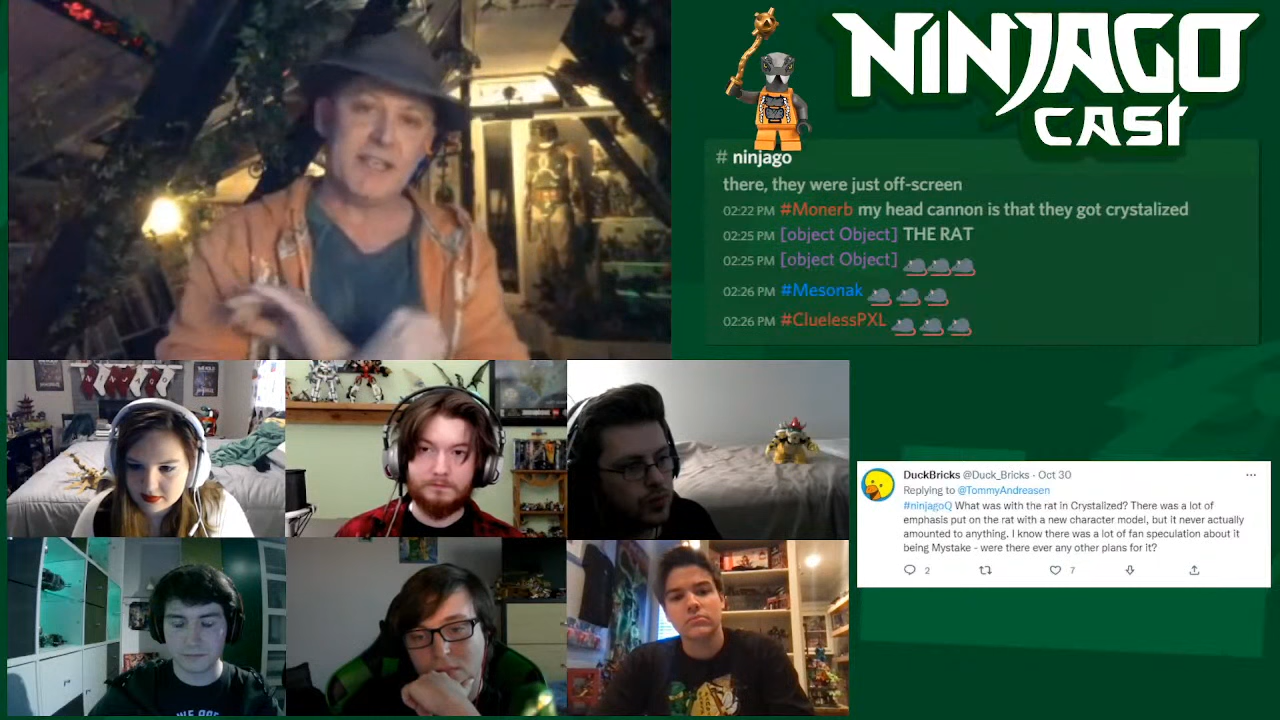 NINJAGO
CAST
# ninjago
there, they were just off-screen
02:22 PM #Monerb my head cannon is that they got crystalized
02:25 PM [object Object] THE RAT
02:25 PM [object Object]
02:26 PM #Mesonak
02:26 PM #CluelessPXL
DuckBricks @Duck_Bricks · Oct 30
Replying to @TommyAndreasen
#ninjagoQ What was with the rat in Crystalized? There was a lot of
emphasis put on the rat with a new character model, but it never actually
amounted to anything. I know there was a lot of fan speculation about it
being Mystake - were there ever any other plans for it?
2 7
WE ARE